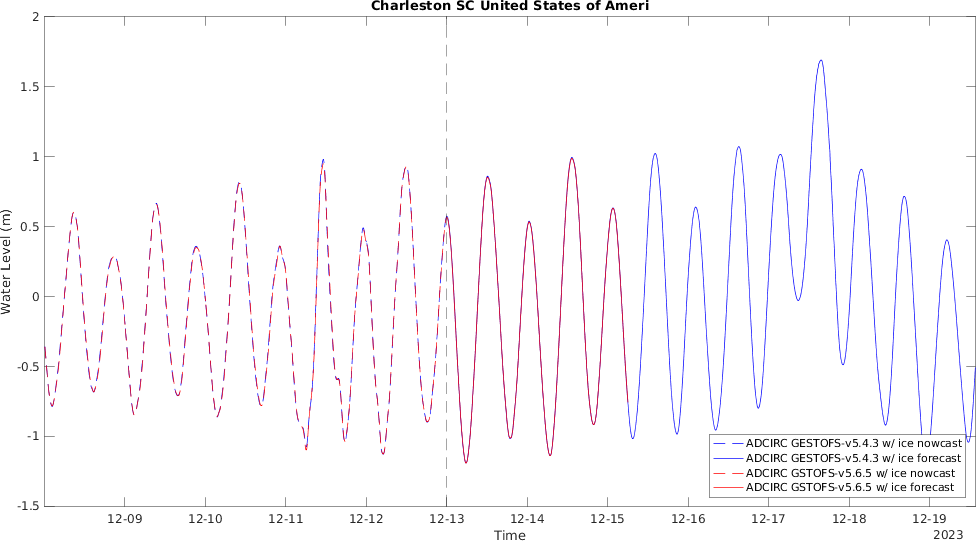 Charleston SC United States of Ameri
2
1.5
1
0.5
0
-0.5
-1
-1.5
Water Level (m)
ADCIRC GESTOFS-v5.4.3 w/ ice nowcast
ADCIRC GESTOFS-v5.4.3 w/ ice forecast
ADCIRC GSTOFS-v5.6.5 w/ ice nowcast
ADCIRC GSTOFS-v5.6.5 w/ ice forecast
12-09 12-10 12-11 12-12 12-13 12-14 12-15 12-16 12-17 12-18 12-19
Time
2023